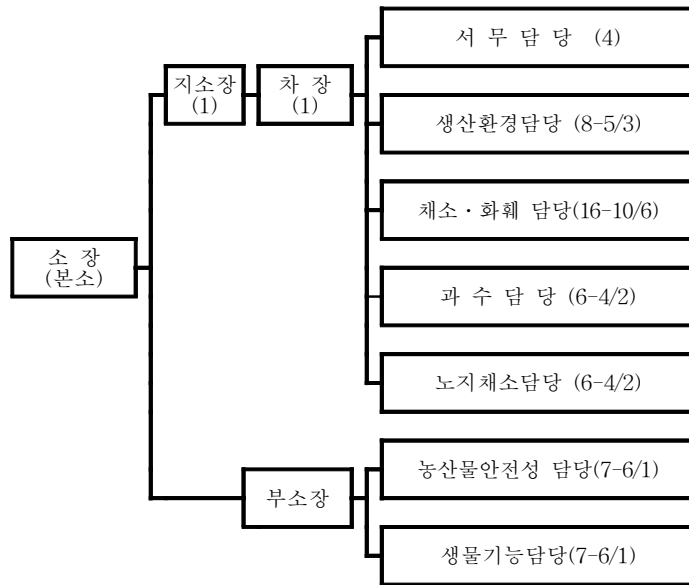 서 무 담 당 (4)
지소장
(1)
차 장
(1)
생산환경담당 (8-5/3)
채소·화훼 담당(16-10/6)
소 장
(본소)
과 수 담 당 (6-4/2)
노지채소담당 (6-4/2)
농산물안전성 담당(7-6/1)
부소장
생물기능담당(7-6/1)